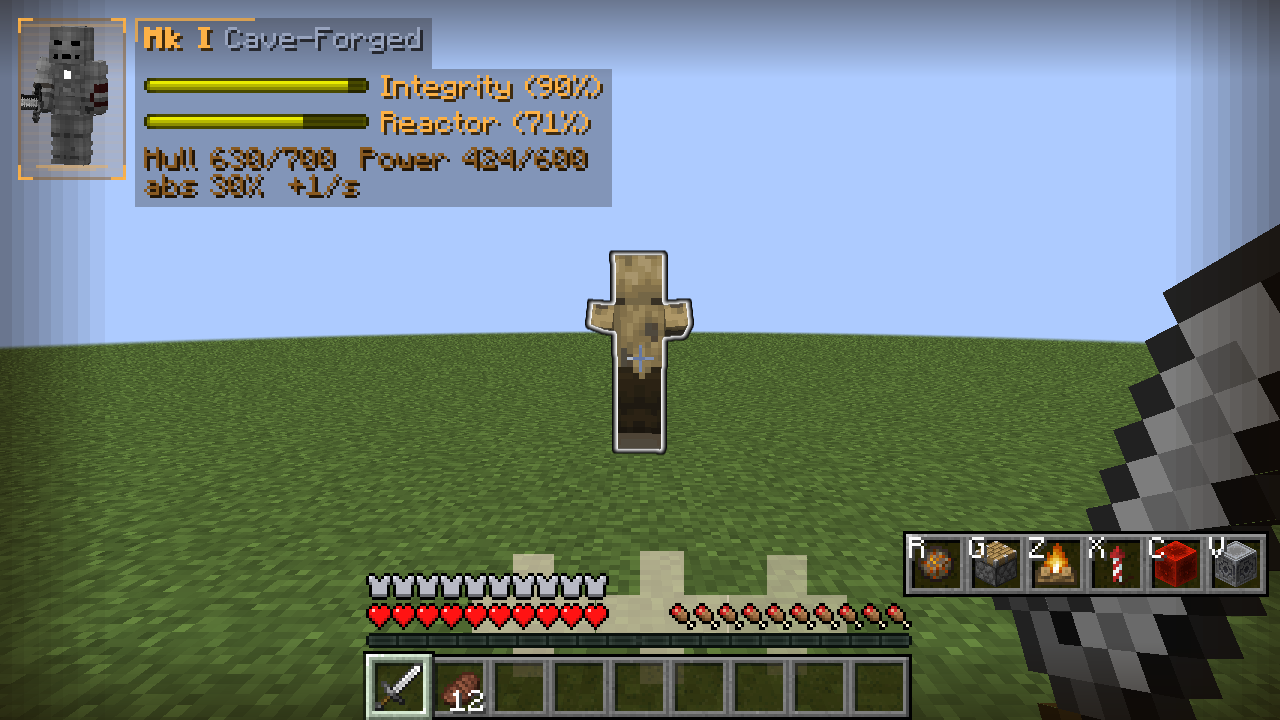 Mk I Cave-Forged
Integrity (90%)
Reactor (71%)
Hull 630/700 Power 424/600
abs 30% +1/s
R G Z X C V
12